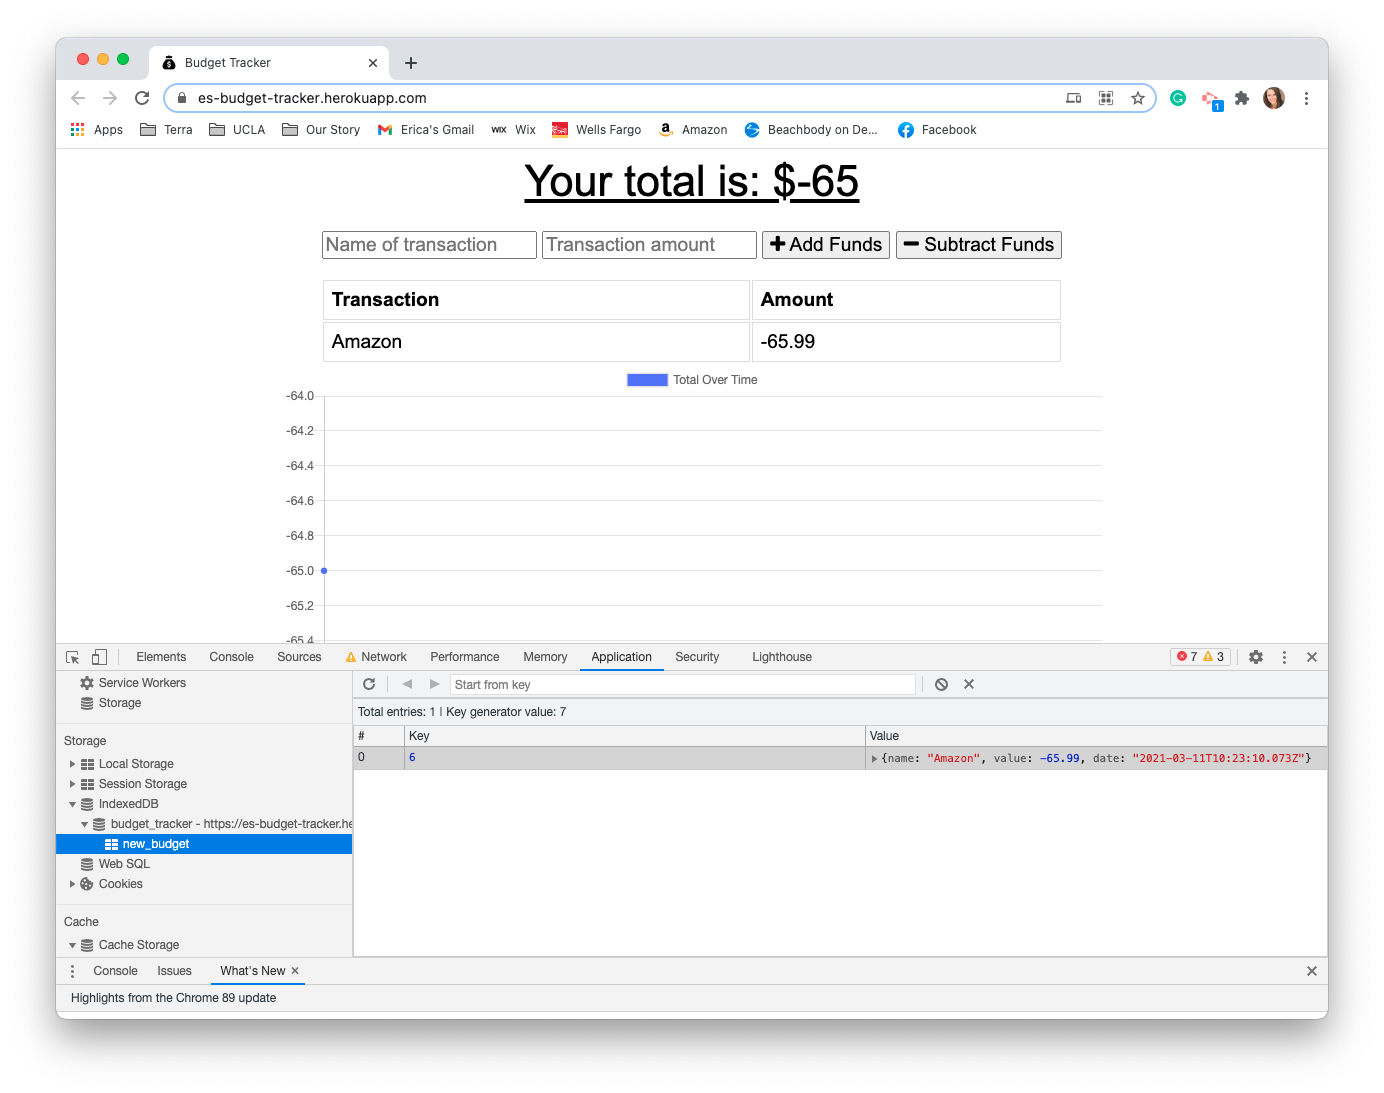 Budget Tracker
es-budget-tracker.herokuapp.com
1
Apps Terra UCLA Our Story Erica's Gmail WIX Wix Wells Fargo Amazon Beachbody on De... Facebook
Your total is: $-65
Name of transaction Transaction amount Add Funds Subtract Funds
Transaction Amount
Amazon -65.99
Total Over Time
-64.0
-64.2
-64.4
-64.6
-64.8
-65.0
-65.2
-65.4
Elements Console Sources Network Performance Memory Application Security Lighthouse 7 3
Service Workers
Storage
Start from key
Total entries: 1 | Key generator value: 7
# Key Value
0 6 {name: "Amazon", value: -65.99, date: "2021-03-11T10:23:10.073Z"}
Storage
Local Storage
Session Storage
IndexedDB
budget_tracker - https://es-budget-tracker.he
new_budget
Web SQL
Cookies
Cache
Cache Storage
Console Issues What's New
Highlights from the Chrome 89 update